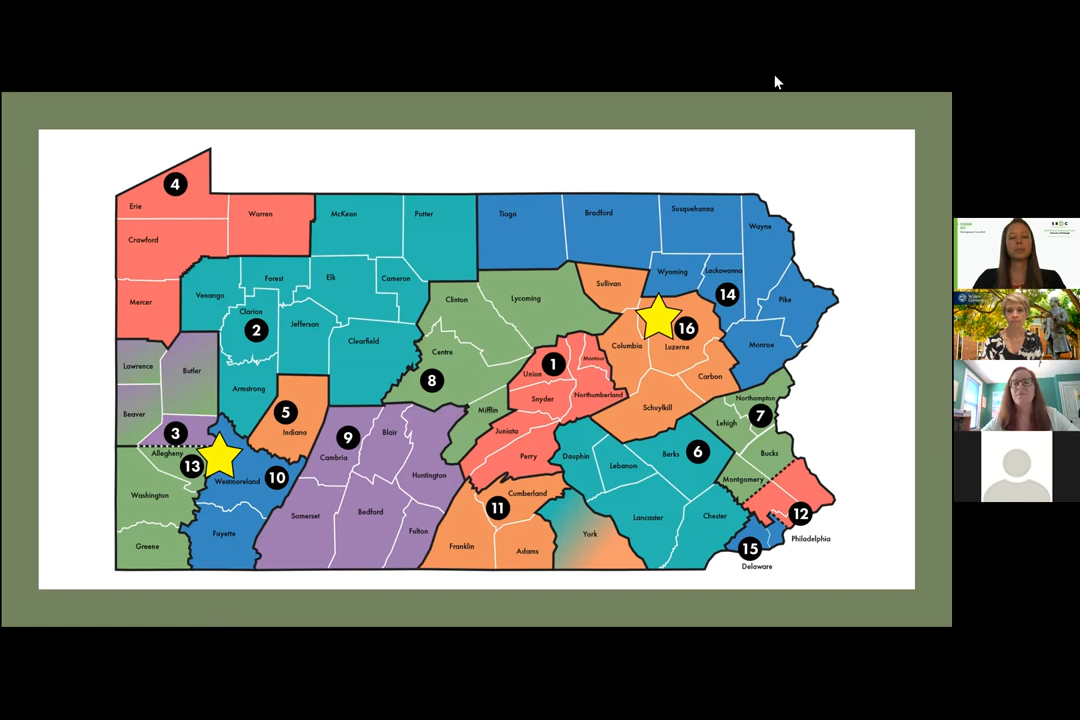 4
Erie
Warren
McKean
Potter
Tioga
Bradford
Susquehanna
Wayne
Crawford
Forest
Elk
Cameron
Wyoming
Lackawanna
Mercer
Venango
Clarion
2
Jefferson
Clearfield
Clinton
Lycoming
Sullivan
14
Pike
16
Columbia
Luzerne
Monroe
Lawrence
Butler
Centre
8
1
Union
Montour
Snyder
Northumberland
Carbon
Armstrong
5
Indiana
Beaver
3
Mifflin
Schuylkill
Northampton
7
Lehigh
Allegheny
13
10
Westmoreland
9
Cambria
Blair
Juniata
Perry
Dauphin
Lebanon
Berks
6
Bucks
Montgomery
Washington
Huntington
Cumberland
11
Somerset
Bedford
Fulton
Franklin
Adams
York
Lancaster
Chester
12
Philadelphia
Greene
Fayette
15
Delaware